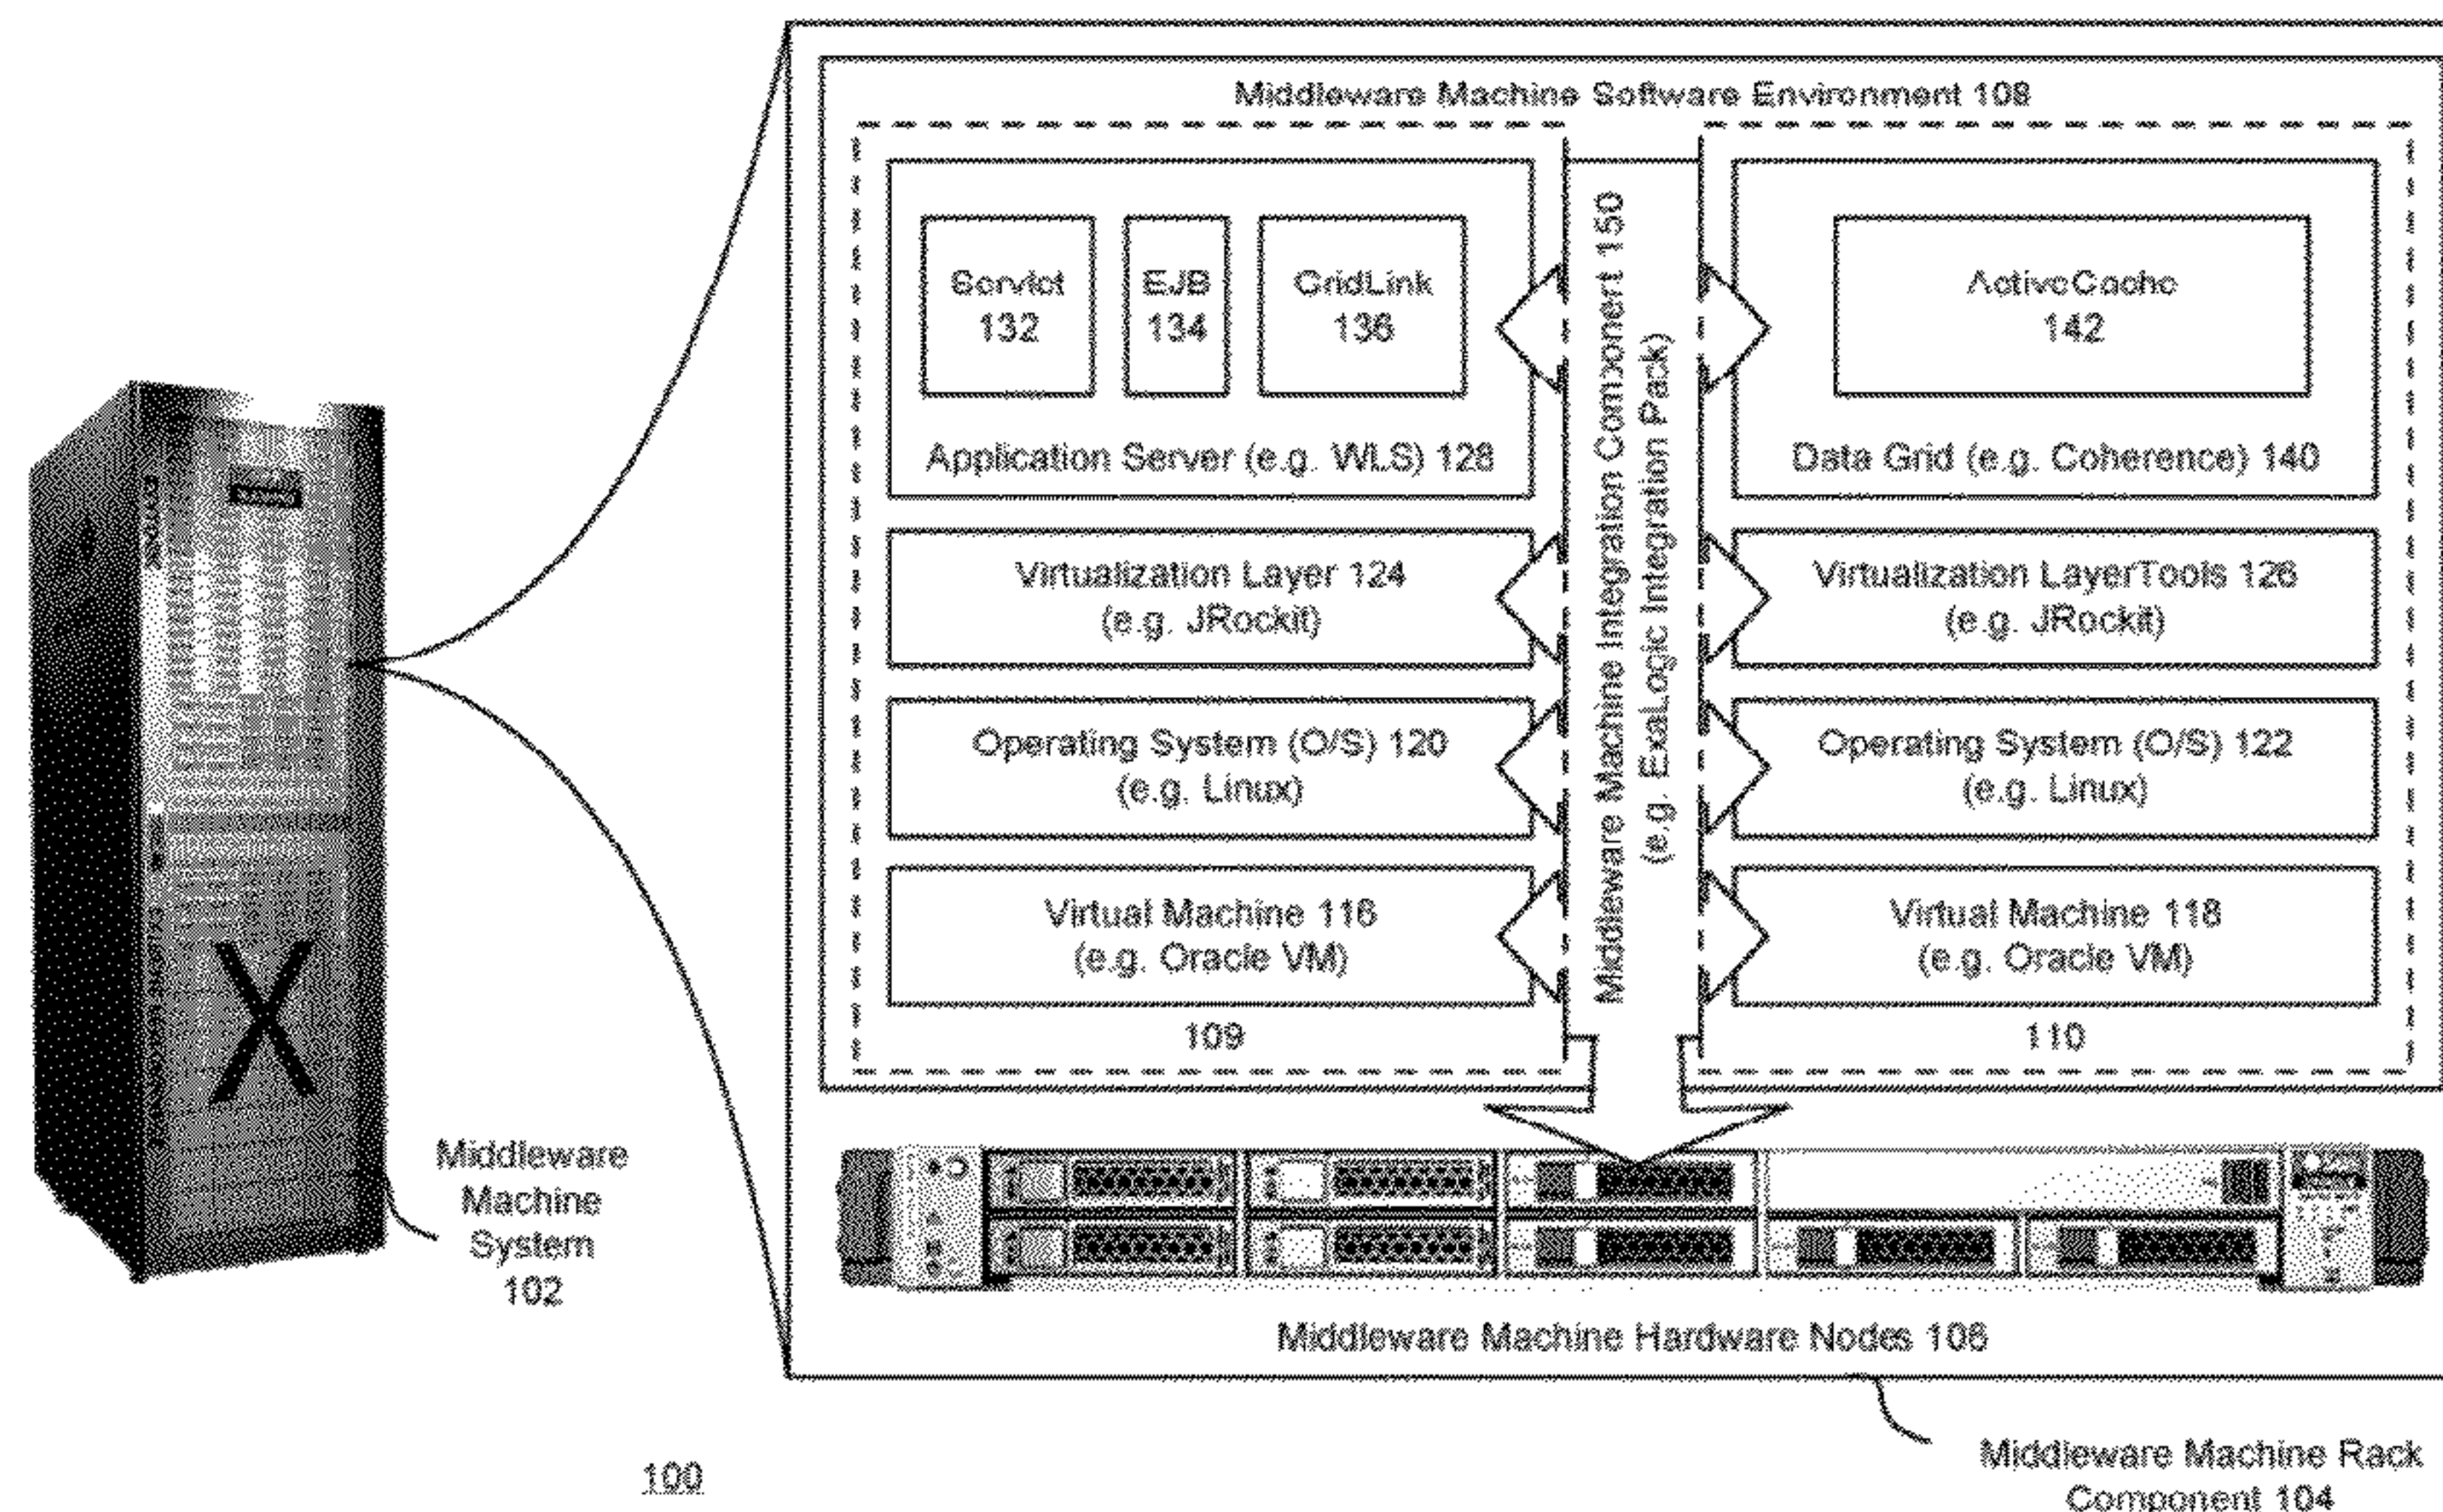 Middleware Machine Software Environment 108
Servlet
132
EJB
134
GridLink
136
Application Server (e.g. WLS) 128
ActiveCache
142
Data Grid (e.g. Coherence) 140
Middleware Machine Integration Component 150
(e.g. ExaLogic Integration Pack)
Virtualization Layer 124
(e.g. JRockit)
Virtualization LayerTools 126
(e.g. JRockit)
Operating System (O/S) 120
(e.g. Linux)
Operating System (O/S) 122
(e.g. Linux)
Virtual Machine 116
(e.g. Oracle VM)
Virtual Machine 118
(e.g. Oracle VM)
109
110
X
Middleware
Machine
System
102
Middleware Machine Hardware Nodes 106
Middleware Machine Rack
Component 104
100